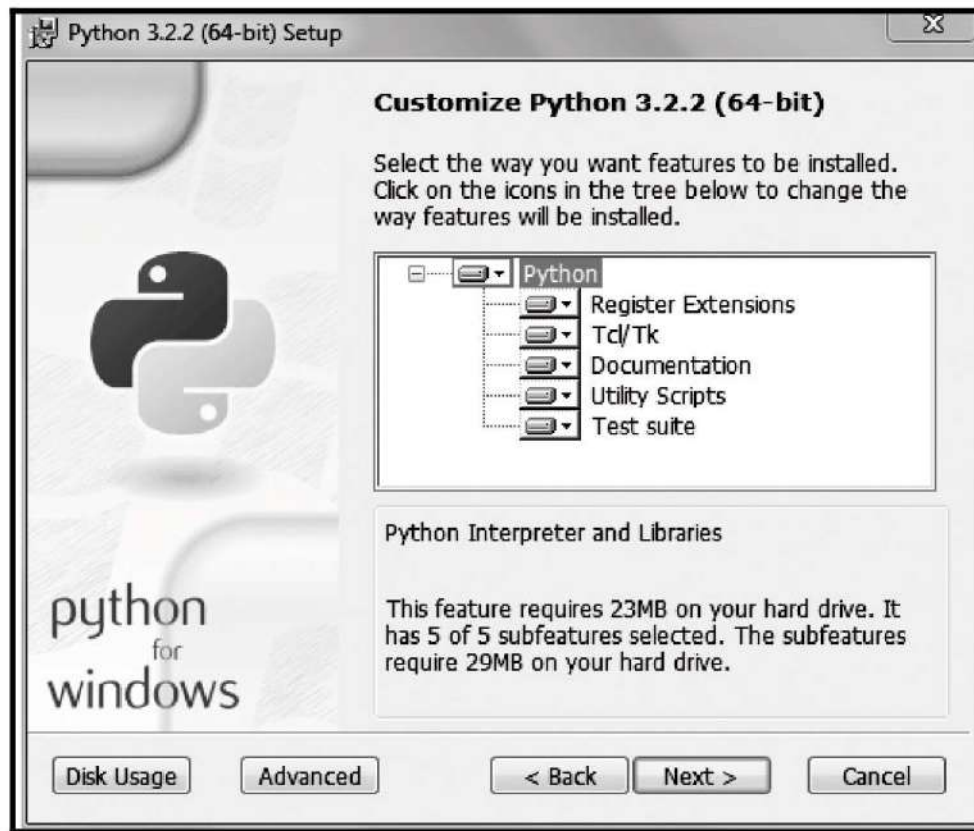 Python 3.2.2 (64-bit) Setup
Customize Python 3.2.2 (64-bit)
Select the way you want features to be installed.
Click on the icons in the tree below to change the
way features will be installed.
Python
Register Extensions
Tcl/Tk
Documentation
Utility Scripts
Test suite
Python Interpreter and Libraries
This feature requires 23MB on your hard drive. It
has 5 of 5 subfeatures selected. The subfeatures
require 29MB on your hard drive.
python
for
windows
Disk Usage
Advanced
< Back
Next >
Cancel